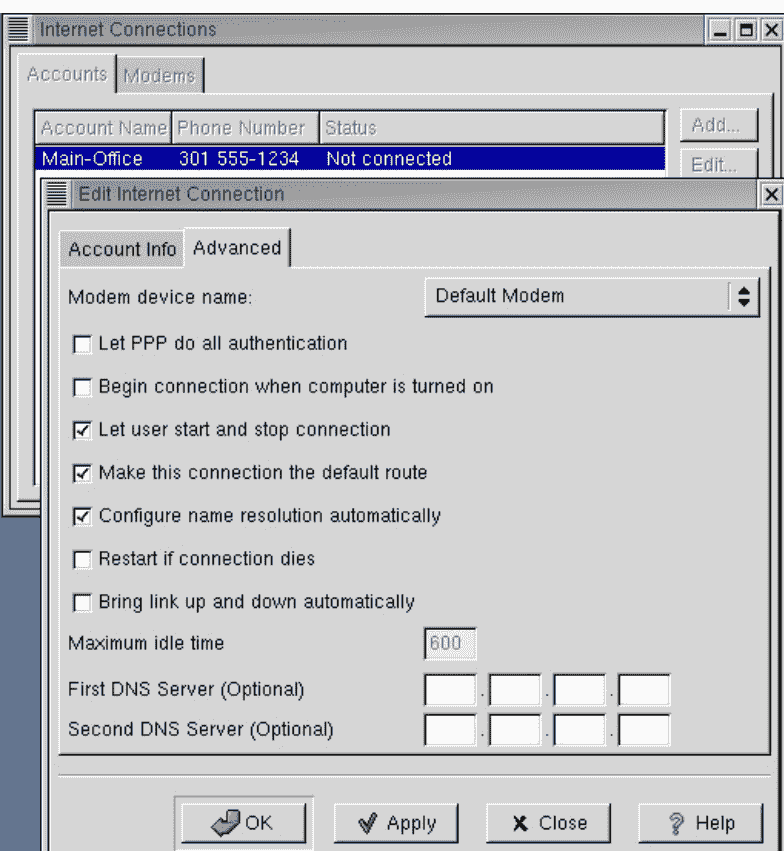 Internet Connections
Accounts Modems
Account Name Phone Number Status Add...
Main-Office 301 555-1234 Not connected Edit...
Edit Internet Connection
Account Info Advanced
Modem device name: Default Modem
Let PPP do all authentication
Begin connection when computer is turned on
Let user start and stop connection
Make this connection the default route
Configure name resolution automatically
Restart if connection dies
Bring link up and down automatically
Maximum idle time 600
First DNS Server (Optional) . . .
Second DNS Server (Optional) . . .
OK Apply Close Help